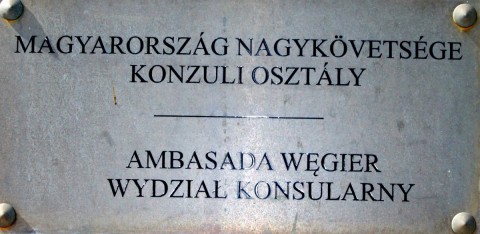 MAGYARORSZÁG NAGYKÖVETSÉGE
KONZULI OSZTÁLY
AMBASADA WĘGIER
WYDZIAŁ KONSULARNY